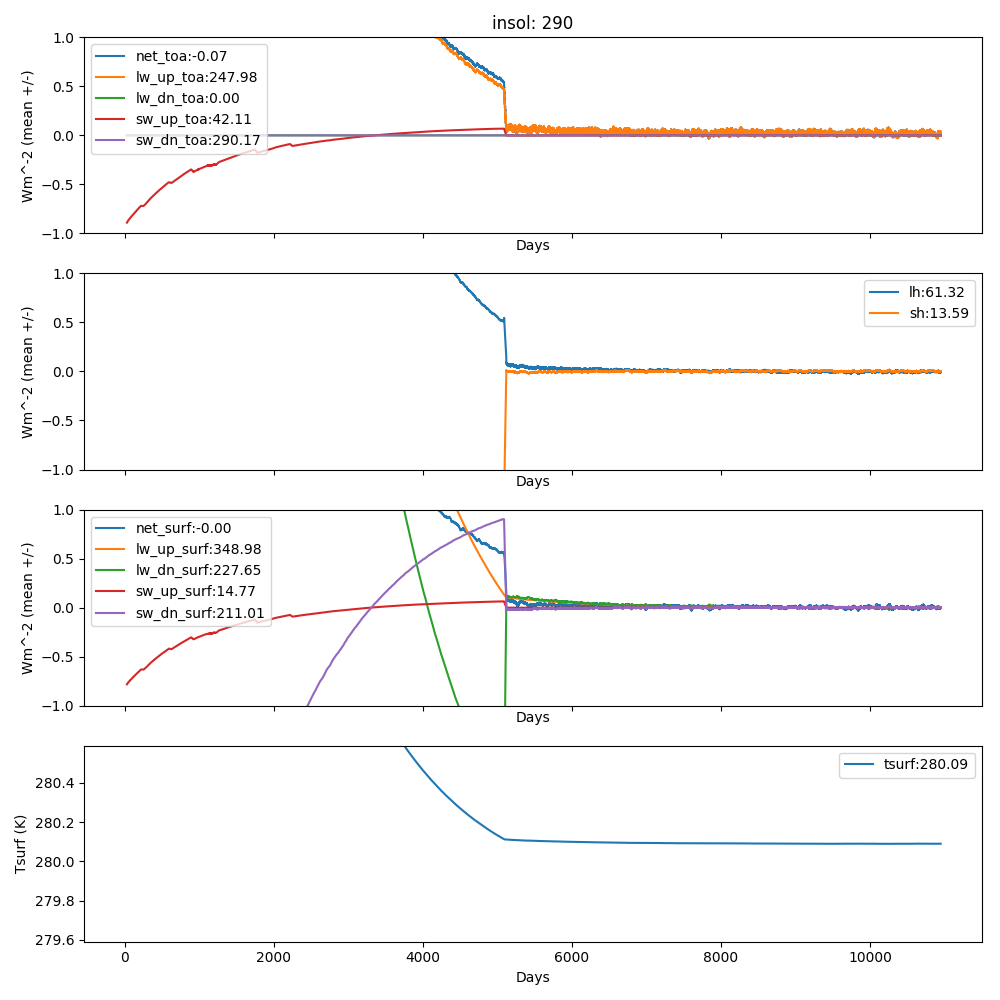 insol: 290
Wm^-2 (mean +/-)
1.0
0.5
0.0
−0.5
−1.0
net_toa:-0.07
lw_up_toa:247.98
lw_dn_toa:0.00
sw_up_toa:42.11
sw_dn_toa:290.17
Days
Wm^-2 (mean +/-)
1.0
0.5
0.0
−0.5
−1.0
lh:61.32
sh:13.59
Days
Wm^-2 (mean +/-)
1.0
0.5
0.0
−0.5
−1.0
net_surf:-0.00
lw_up_surf:348.98
lw_dn_surf:227.65
sw_up_surf:14.77
sw_dn_surf:211.01
Days
Tsurf (K)
280.4
280.2
280.0
279.8
279.6
tsurf:280.09
0 2000 4000 6000 8000 10000
Days